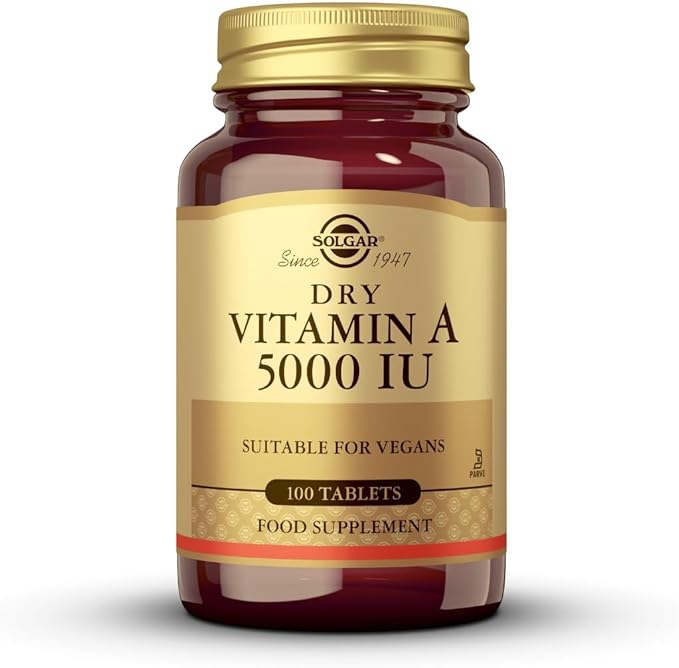 SOLGAR®
Since 1947
DRY
VITAMIN A
5000 IU
SUITABLE FOR VEGANS
PARVE
100 TABLETS
FOOD SUPPLEMENT